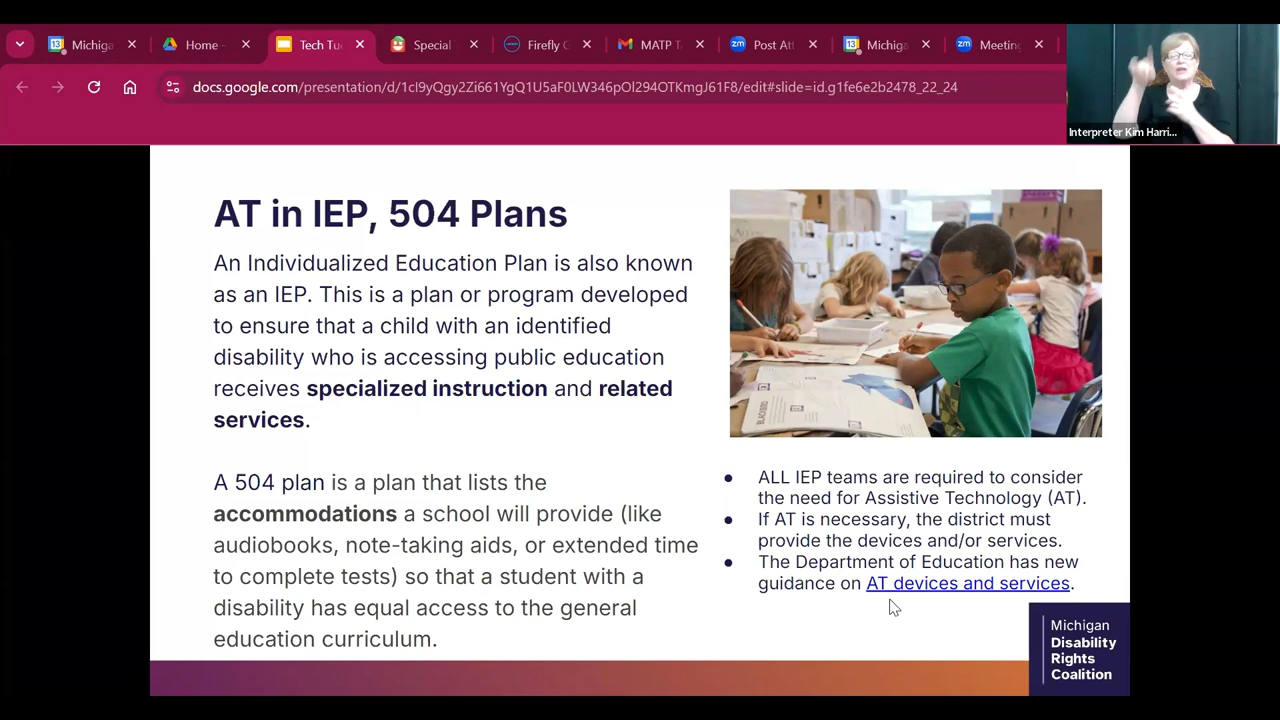 Michiga
Home
Tech Tu
Special
Firefly
MATP T
Post At
Michiga
Meetin
docs.google.com/presentation/d/1cI9yQgy2Zi661YgQ1U5aF0LW346pOl294OTKmgJ61F8/edit#slide=id.g1fe6e2b2478_22_24
Interpreter Kim Harri...
AT in IEP, 504 Plans
An Individualized Education Plan is also known
as an IEP. This is a plan or program developed
to ensure that a child with an identified
disability who is accessing public education
receives specialized instruction and related
services.
A 504 plan is a plan that lists the
accommodations a school will provide (like
audiobooks, note-taking aids, or extended time
to complete tests) so that a student with a
disability has equal access to the general
education curriculum.
BLACKBIRD
● ALL IEP teams are required to consider
the need for Assistive Technology (AT).
● If AT is necessary, the district must
provide the devices and/or services.
● The Department of Education has new
guidance on AT devices and services.
Michigan
Disability
Rights
Coalition